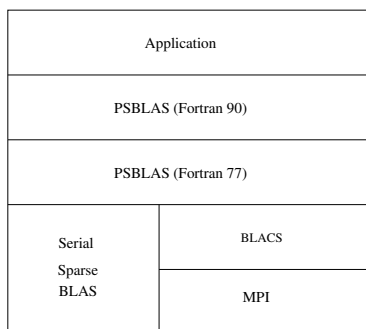 Application
PSBLAS (Fortran 90)
PSBLAS (Fortran 77)
Serial
Sparse
BLAS
BLACS
MPI